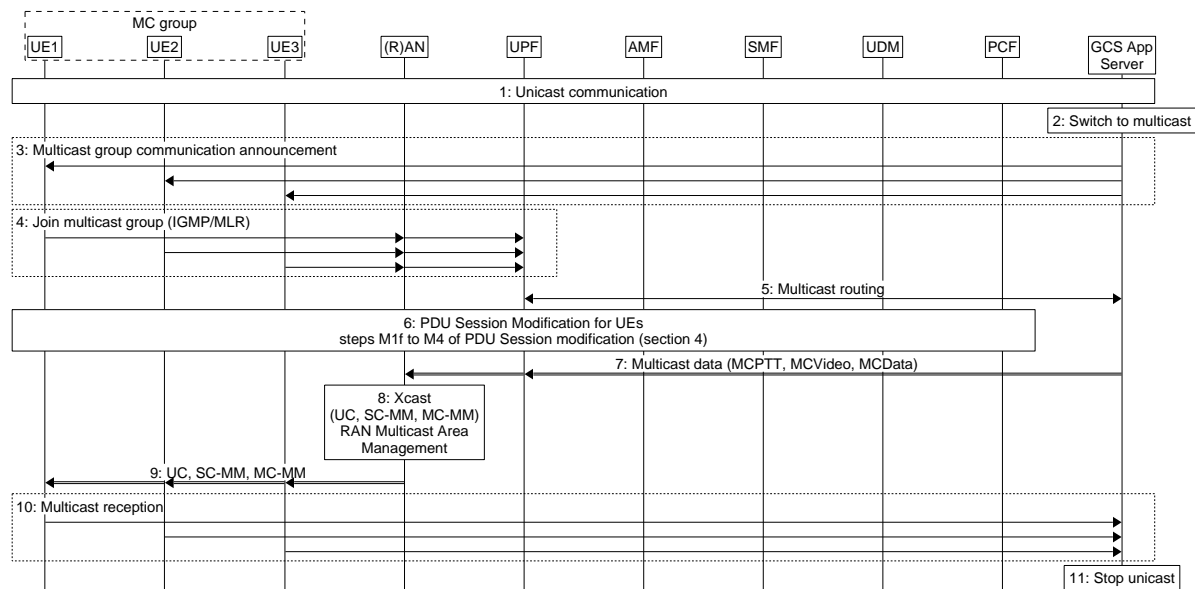 MC group
UE1
UE2
UE3
(R)AN
UPF
AMF
SMF
UDM
PCF
GCS App
Server
1: Unicast communication
2: Switch to multicast
3: Multicast group communication announcement
4: Join multicast group (IGMP/MLR)
5: Multicast routing
6: PDU Session Modification for UEs
steps M1f to M4 of PDU Session modification (section 4)
7: Multicast data (MCPTT, MCVideo, MCData)
8: Xcast
(UC, SC-MM, MC-MM)
RAN Multicast Area
Management
9: UC, SC-MM, MC-MM
10: Multicast reception
11: Stop unicast